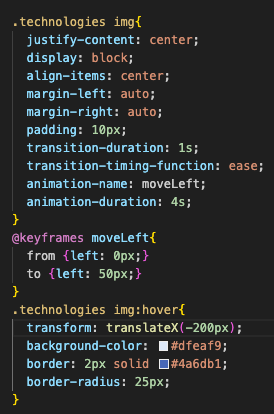 .technologies img{
justify-content: center;
display: block;
align-items: center;
margin-left: auto;
margin-right: auto;
padding: 10px;
transition-duration: 1s;
transition-timing-function: ease;
animation-name: moveLeft;
animation-duration: 4s;
}
@keyframes moveLeft{
from {left: 0px;}
to {left: 50px;}
}
.technologies img:hover{
transform: translateX(-200px);
background-color: #dfeaf9;
border: 2px solid #4a6db1;
border-radius: 25px;